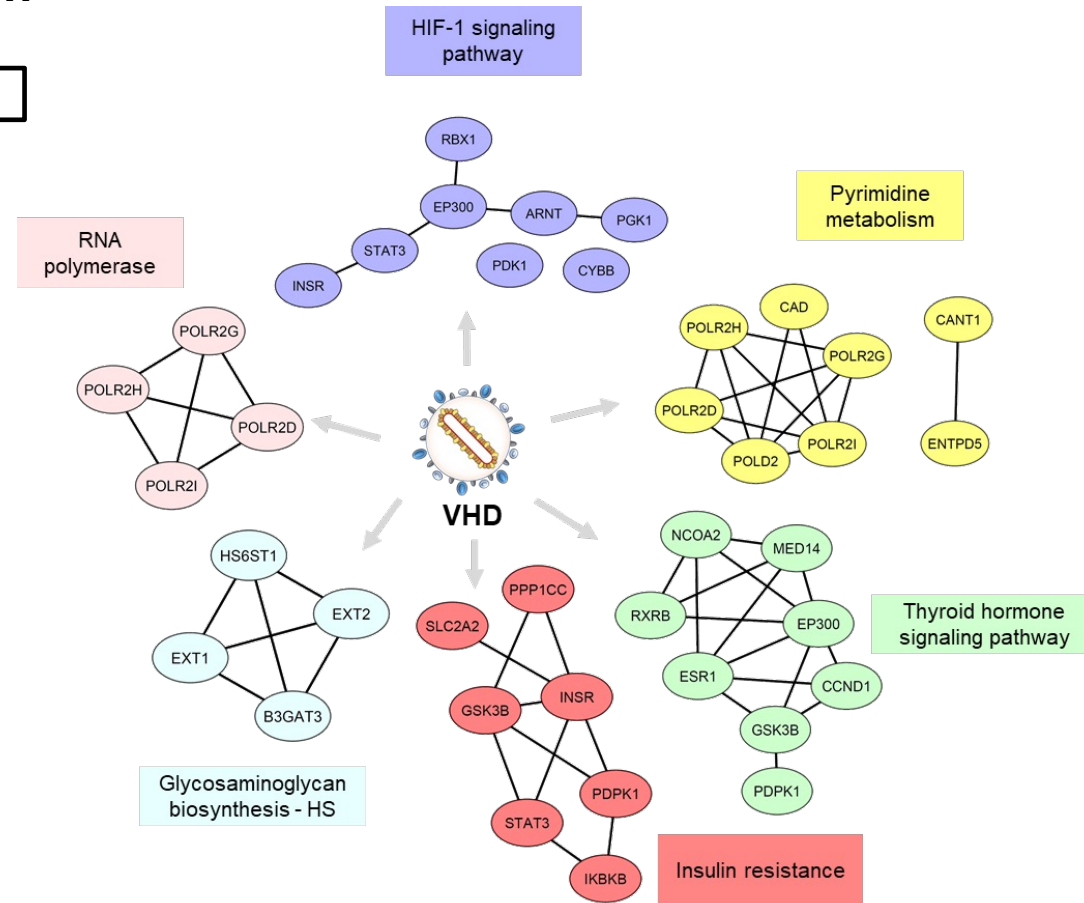 HIF-1 signaling
pathway
RBX1
EP300
ARNT
PGK1
STAT3
INSR
PDK1
CYBB
RNA
polymerase
POLR2G
POLR2H
POLR2D
POLR2I
Pyrimidine
metabolism
CAD
POLR2H
POLR2G
POLR2D
POLR2I
POLD2
CANT1
ENTPD5
VHD
HS6ST1
EXT2
EXT1
B3GAT3
Glycosaminoglycan
biosynthesis - HS
PPP1CC
SLC2A2
INSR
GSK3B
PDPK1
STAT3
IKBKB
Insulin resistance
NCOA2
MED14
RXRB
EP300
ESR1
CCND1
GSK3B
PDPK1
Thyroid hormone
signaling pathway